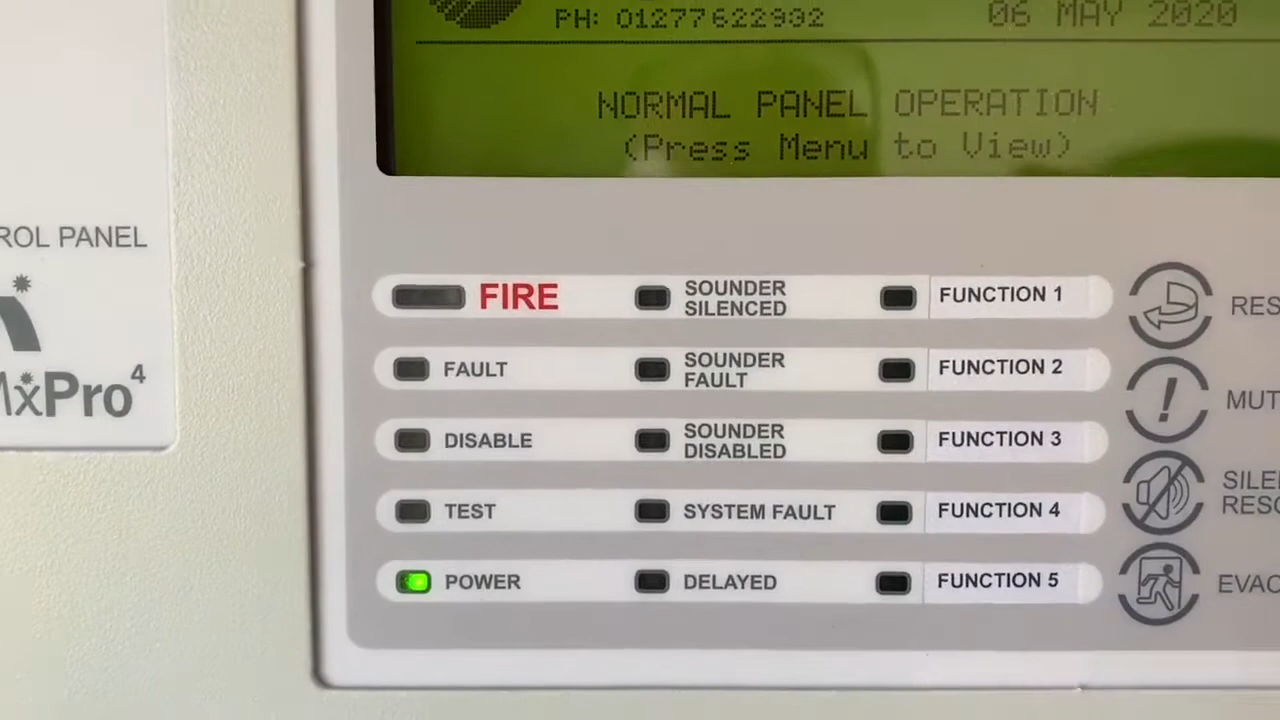 PH: 01277622902 06 MAY 2020
NORMAL PANEL OPERATION
(Press Menu to View)
ROL PANEL
MxPro4
FIRE
SOUNDER
SILENCED
FUNCTION 1
RES
FAULT
SOUNDER
FAULT
FUNCTION 2
MUT
DISABLE
SOUNDER
DISABLED
FUNCTION 3
SILE
RESO
TEST
SYSTEM FAULT
FUNCTION 4
POWER
DELAYED
FUNCTION 5
EVAC